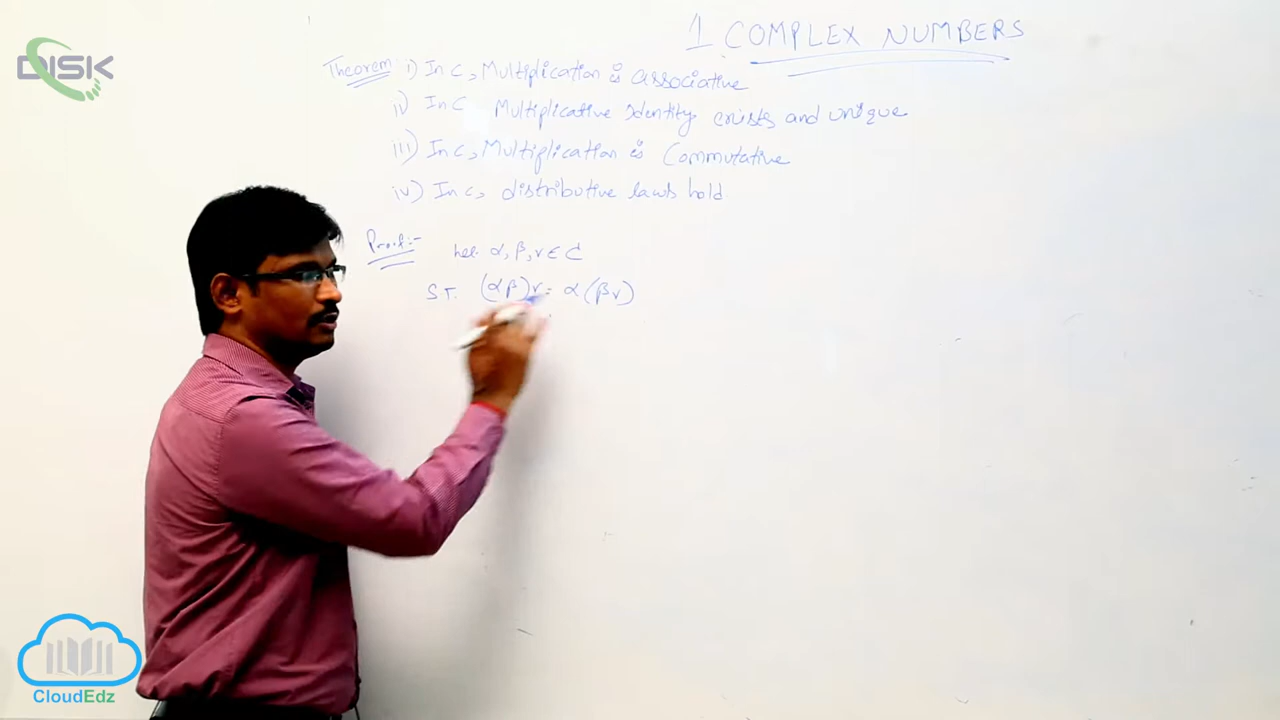 DISK
1 COMPLEX NUMBERS
Theorem: i) In C, Multiplication is associative
ii) In C Multiplicative identity exists and unique
iii) In C, Multiplication is Commutative
iv) In C, distributive laws hold
Proof:- let α, β, γ ∈ C
S.T. (αβ)γ = α(βγ)
CloudEdz